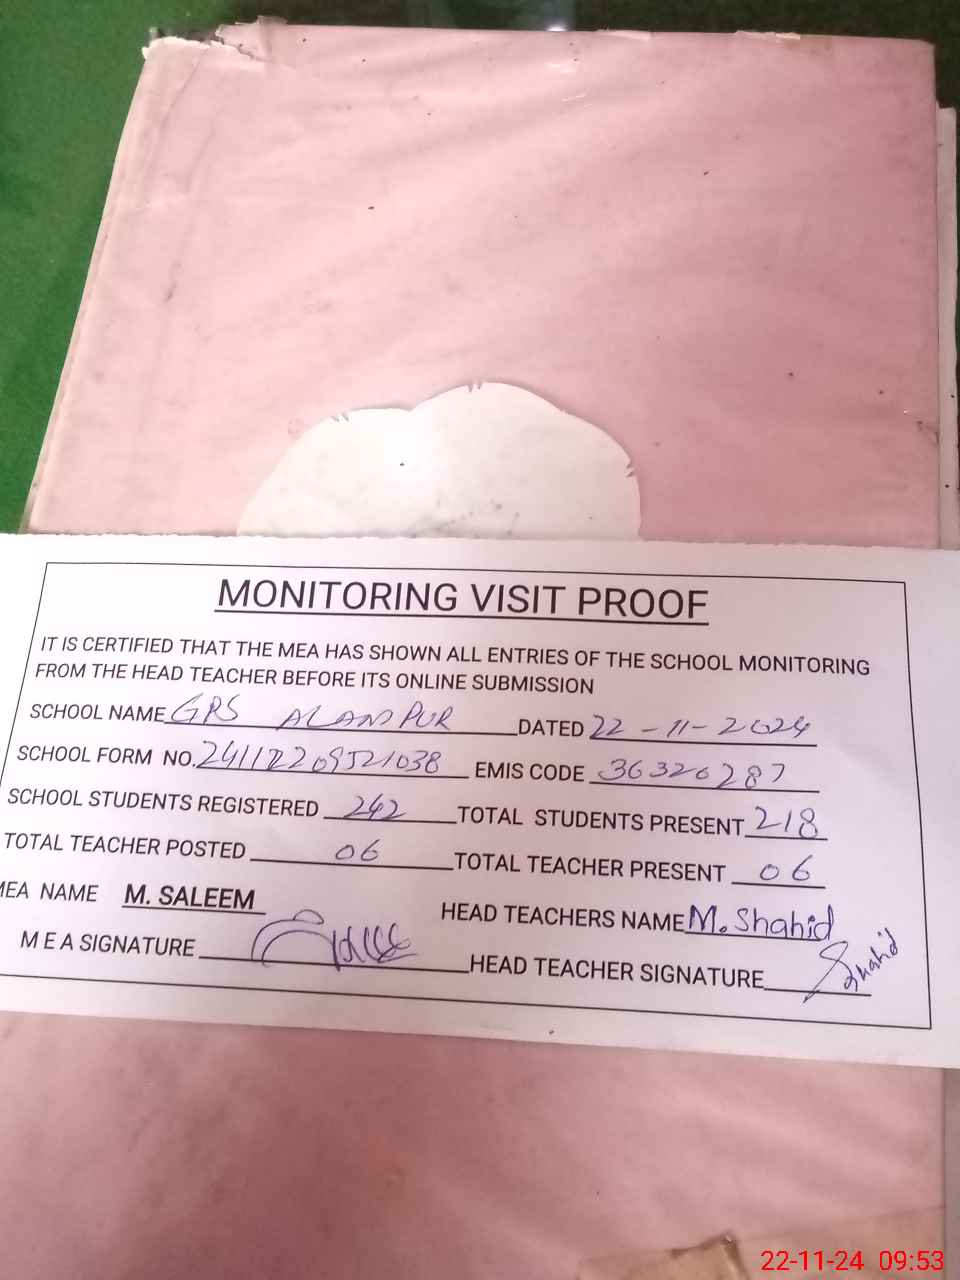 MONITORING VISIT PROOF
IT IS CERTIFIED THAT THE MEA HAS SHOWN ALL ENTRIES OF THE SCHOOL MONITORING
FROM THE HEAD TEACHER BEFORE ITS ONLINE SUBMISSION
SCHOOL NAME GPS ALAMPUR DATED 22-11-2024
SCHOOL FORM NO. EMIS CODE 36320287
SCHOOL STUDENTS REGISTERED 242 TOTAL STUDENTS PRESENT 218
TOTAL TEACHER POSTED 06 TOTAL TEACHER PRESENT 06
MEA NAME M. SALEEM HEAD TEACHERS NAME M. Shahid
M E A SIGNATURE HEAD TEACHER SIGNATURE Shahid
22-11-24 09:53